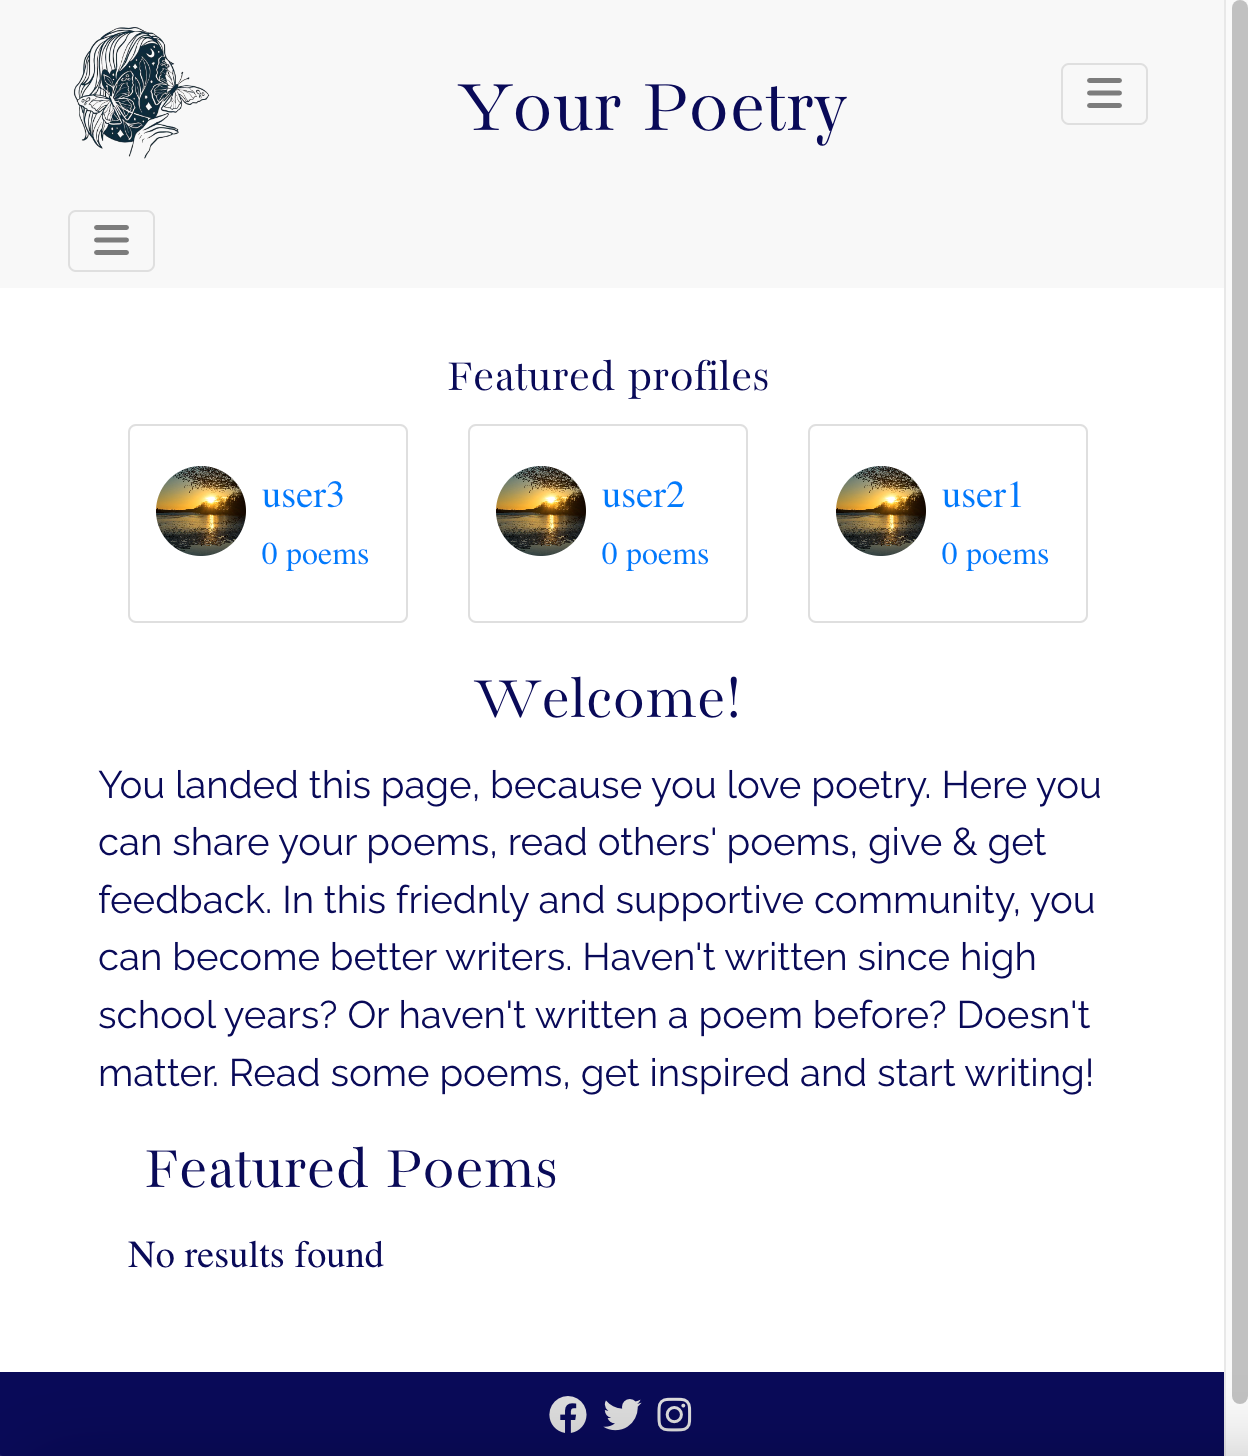 Your Poetry
Featured profiles
user3
0 poems
user2
0 poems
user1
0 poems
Welcome!
You landed this page, because you love poetry. Here you
can share your poems, read others' poems, give & get
feedback. In this friednly and supportive community, you
can become better writers. Haven't written since high
school years? Or haven't written a poem before? Doesn't
matter. Read some poems, get inspired and start writing!
Featured Poems
No results found